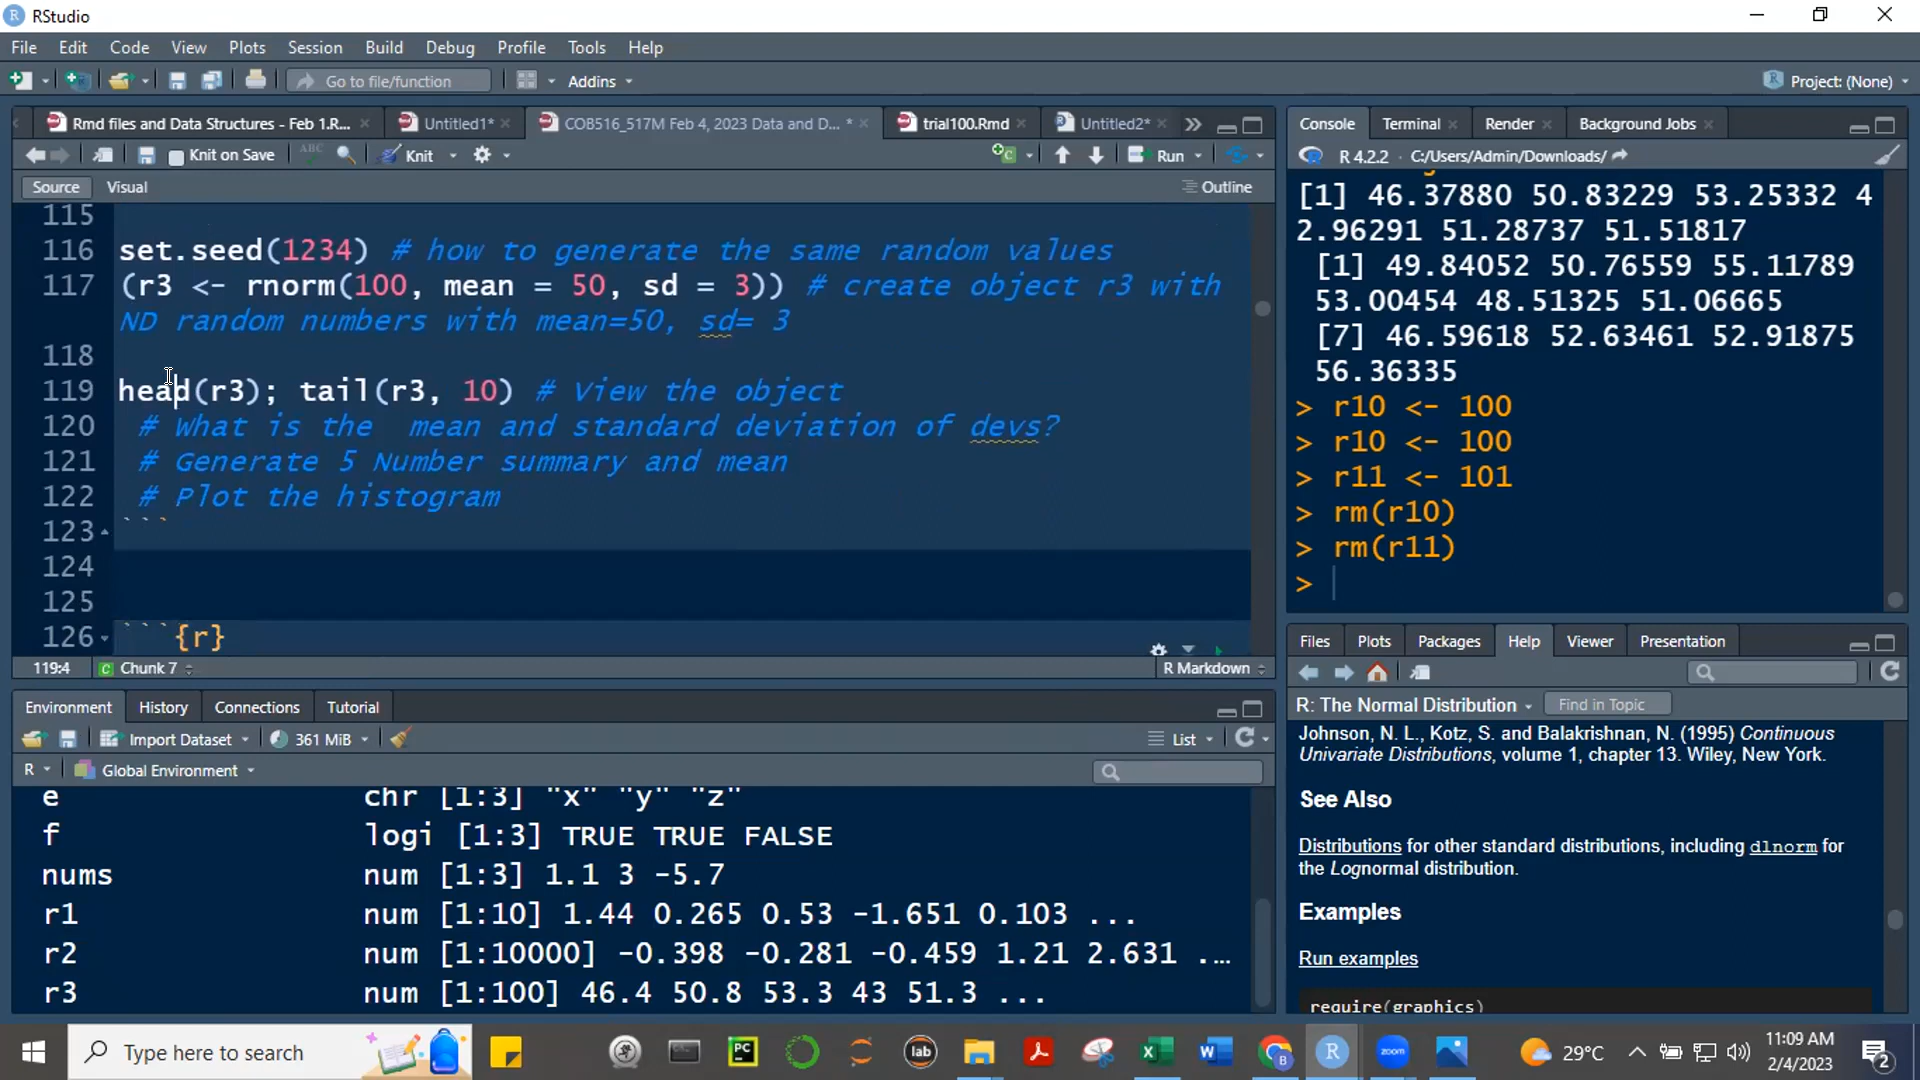 RStudio
File Edit Code View Plots Session Build Debug Profile Tools Help
Go to file/function Addins Project: (None)
Rmd files and Data Structures - Feb 1.R... Untitled1* COB516_517M Feb 4, 2023 Data and D...* trial100.Rmd Untitled2*
Knit on Save ABC Knit Run
Source Visual Outline
115
116 set.seed(1234) # how to generate the same random values
117 (r3 <- rnorm(100, mean = 50, sd = 3)) # create object r3 with
ND random numbers with mean=50, sd= 3
118
119 head(r3); tail(r3, 10) # View the object
120 # What is the  mean and standard deviation of devs?
121 # Generate 5 Number summary and mean
122 # Plot the histogram
123 ```
124
125
126 ```{r}
119:4 C Chunk 7 R Markdown
Environment History Connections Tutorial
Import Dataset 361 MiB List
R Global Environment
e chr [1:3] "x" "y" "z"
f logi [1:3] TRUE TRUE FALSE
nums num [1:3] 1.1 3 -5.7
r1 num [1:10] 1.44 0.265 0.53 -1.651 0.103 ...
r2 num [1:10000] -0.398 -0.281 -0.459 1.21 2.631 ...
r3 num [1:100] 46.4 50.8 53.3 43 51.3 ...
Console Terminal Render Background Jobs
R 4.2.2 · C:/Users/Admin/Downloads/
[1] 46.37880 50.83229 53.25332 4
2.96291 51.28737 51.51817
[1] 49.84052 50.76559 55.11789
53.00454 48.51325 51.06665
[7] 46.59618 52.63461 52.91875
56.36335
> r10 <- 100
> r10 <- 100
> r11 <- 101
> rm(r10)
> rm(r11)
>
Files Plots Packages Help Viewer Presentation
R: The Normal Distribution Find in Topic
Johnson, N. L., Kotz, S. and Balakrishnan, N. (1995) Continuous
Univariate Distributions, volume 1, chapter 13. Wiley, New York.
See Also
Distributions for other standard distributions, including dlnorm for
the Lognormal distribution.
Examples
Run examples
require(graphics)
Type here to search PC lab R zoom 29°C 11:09 AM
2/4/2023 2